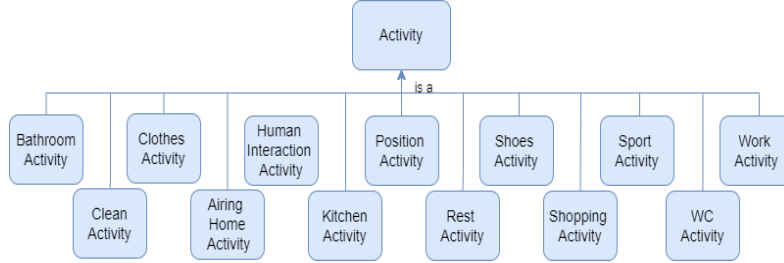 Activity
is a
Bathroom
Activity
Clothes
Activity
Human
Interaction
Activity
Position
Activity
Shoes
Activity
Sport
Activity
Work
Activity
Clean
Activity
Airing
Home
Activity
Kitchen
Activity
Rest
Activity
Shopping
Activity
WC
Activity